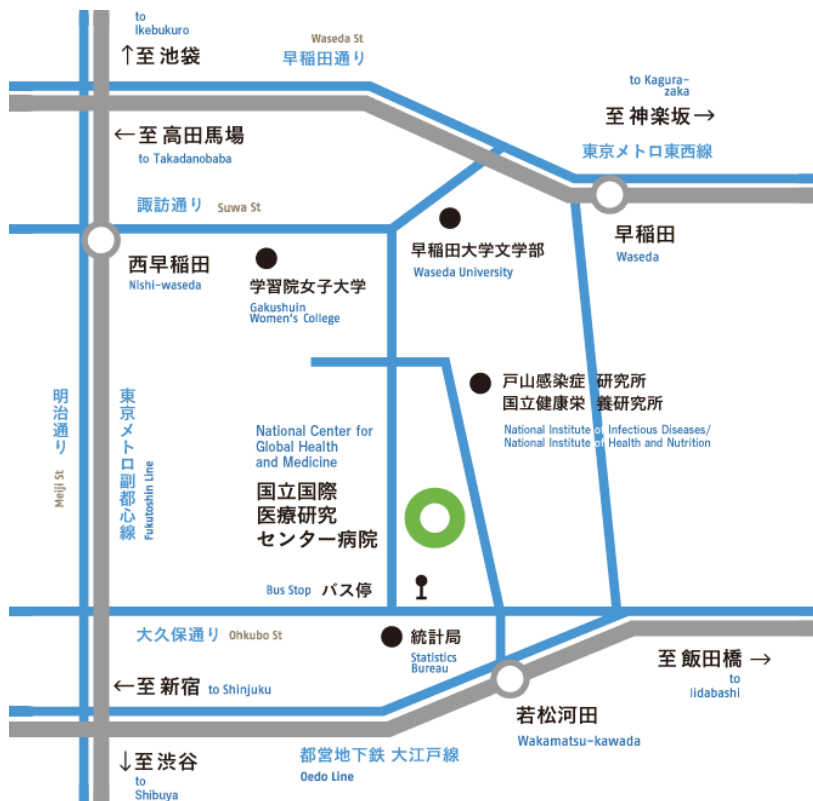 to
Ikebukuro
↑至 池袋
Waseda St
早稲田通り
to Kagura-
zaka
至 神楽坂→
←至 高田馬場
to Takadanobaba
東京メトロ東西線
諏訪通り Suwa St
早稲田
Waseda
早稲田大学文学部
Waseda University
西早稲田
Nishi-waseda
学習院女子大学
Gakushuin
Women's College
戸山感染症 研究所
国立健康栄 養研究所
National Institute of Infectious Diseases/
National Institute of Health and Nutrition
明治通り
Meiji St
東京メトロ副都心線
Fukutoshin Line
National Center for
Global Health
and Medicine
国立国際
医療研究
センター病院
Bus Stop バス停
大久保通り Ohkubo St
統計局
Statistics
Bureau
至 飯田橋 →
to
Iidabashi
←至 新宿 to Shinjuku
若松河田
Wakamatsu-kawada
↓至 渋谷
to
Shibuya
都営地下鉄 大江戸線
Oedo Line